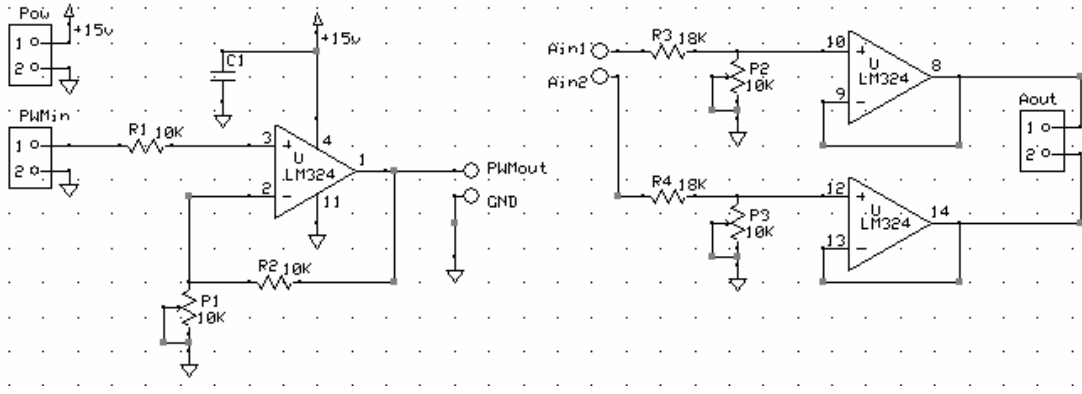 Pow
1
2
+15v
+15v
C1
PWMin
1
2
R1 10K
3
+
2
-
U
LM324
4
11
1
PWMout
GND
R2 10K
P1
10K
Ain1
Ain2
R3 18K
P2
10K
10
+
9
-
U
LM324
8
Aout
1
2
R4 18K
P3
10K
12
+
13
-
U
LM324
14